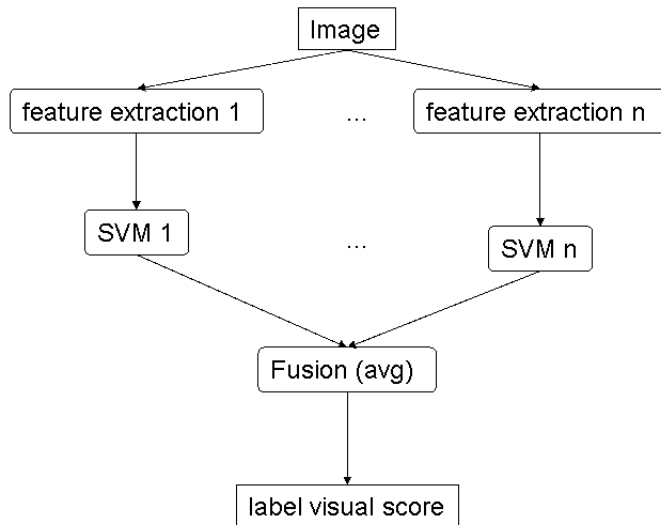 Image
feature extraction 1
...
feature extraction n
SVM 1
...
SVM n
Fusion (avg)
label visual score